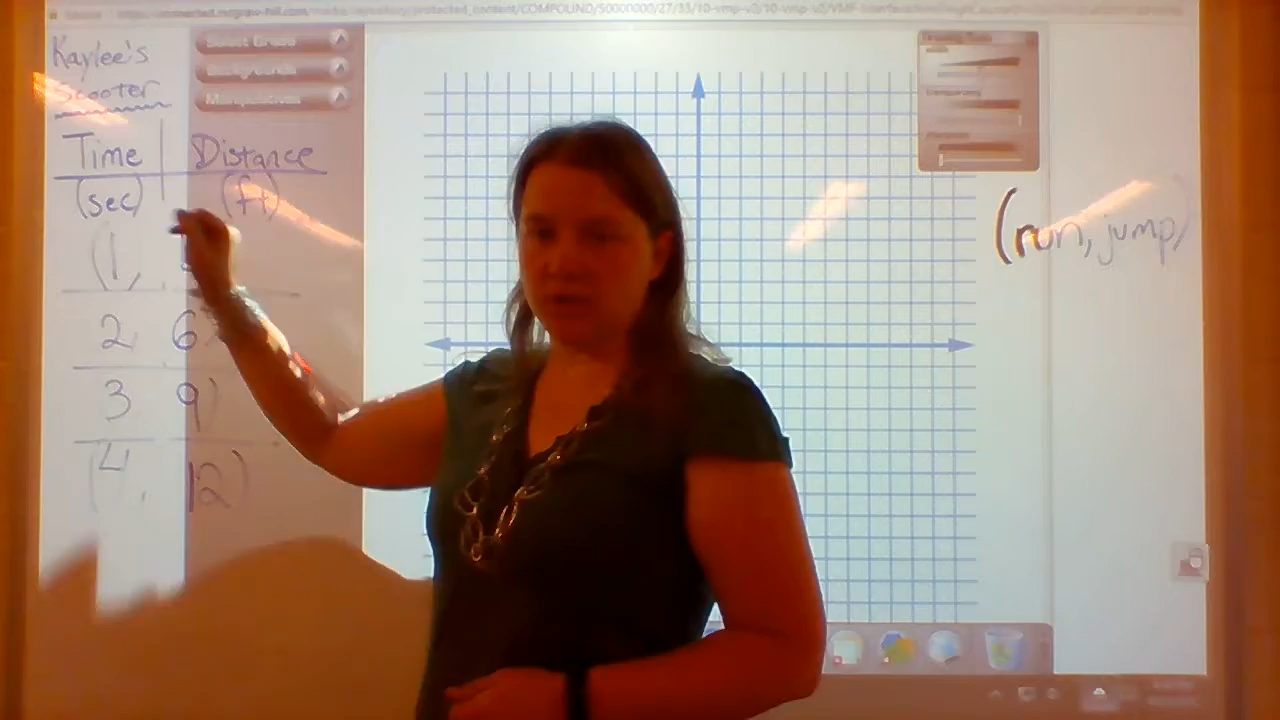 Kaylee's
Scooter
Select Grade
Backgrounds
Manipulatives
Time Distance
(sec) (ft)
(1,
2, 6)
3 9)
(4, 12)
(run, jump)